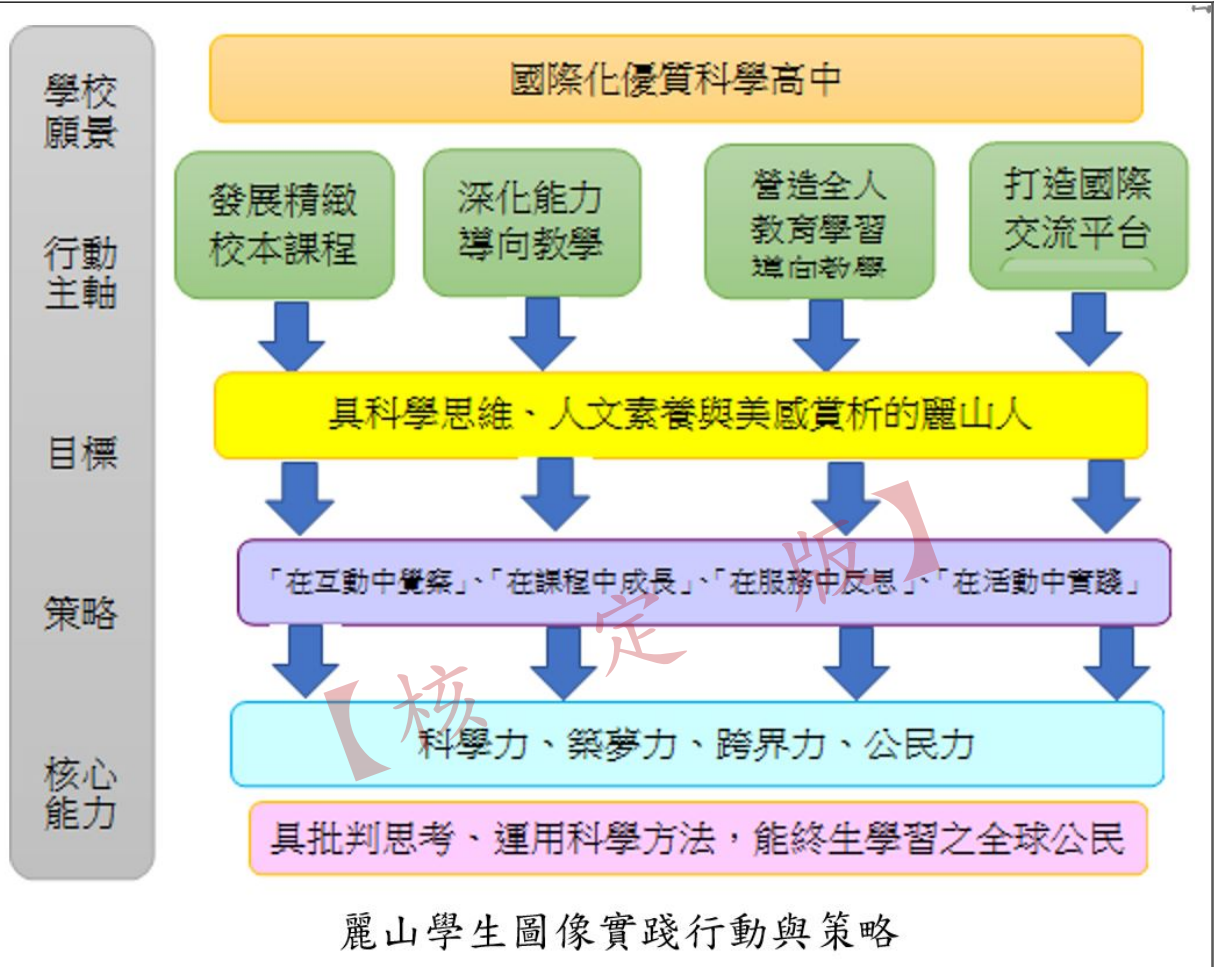 學校
願景
國際化優質科學高中
行動
主軸
發展精緻
校本課程
深化能力
導向教學
營造全人
教育學習
導向教學
打造國際
交流平台
目標
具科學思維、人文素養與美感賞析的麗山人
策略
「在互動中覺察」、「在課程中成長」、「在服務中反思」、「在活動中實踐」
核心
能力
科學力、築夢力、跨界力、公民力
具批判思考、運用科學方法，能終生學習之全球公民
【核定版】
麗山學生圖像實踐行動與策略